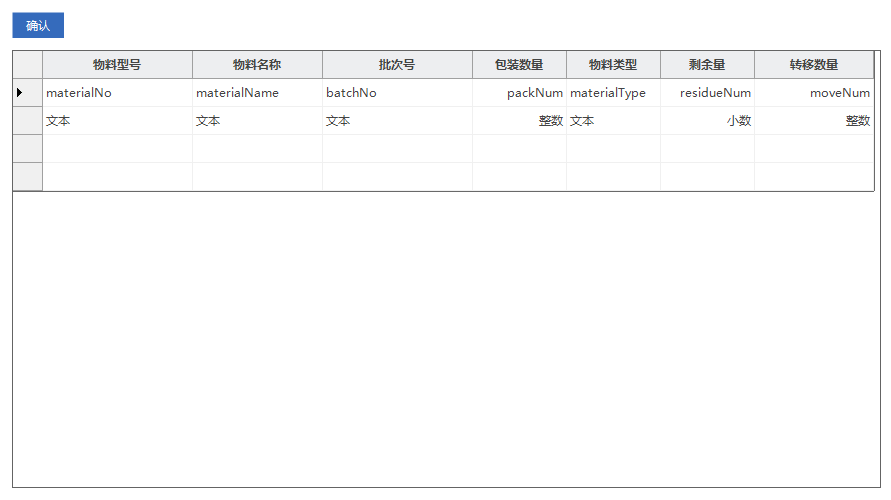 确认
物料型号 物料名称 批次号 包装数量 物料类型 剩余量 转移数量
materialNo materialName batchNo packNum materialType residueNum moveNum
文本 文本 文本 整数 文本 小数 整数